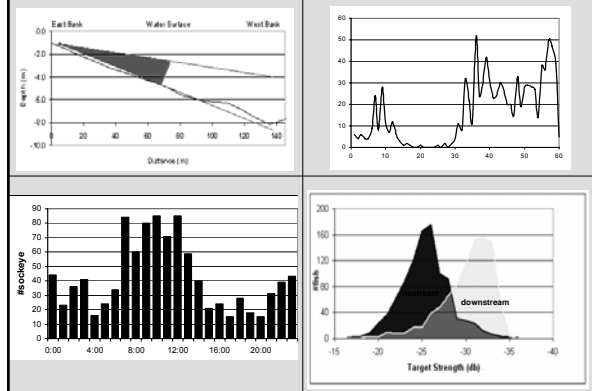 East Bank Water Surface West Bank
0.0
-2.0
-4.0
-6.0
-8.0
-10.0
Depth (m)
0 20 40 60 80 100 120 140
Distance (m)
60
50
40
30
20
10
0
0 10 20 30 40 50 60
90
80
70
60
50
40
30
20
10
0
#sockeye
0:00 4:00 8:00 12:00 16:00 20:00
200
160
120
80
40
0
#fish
upstream
downstream
-15 -20 -25 -30 -35 -40
Target Strength (db)